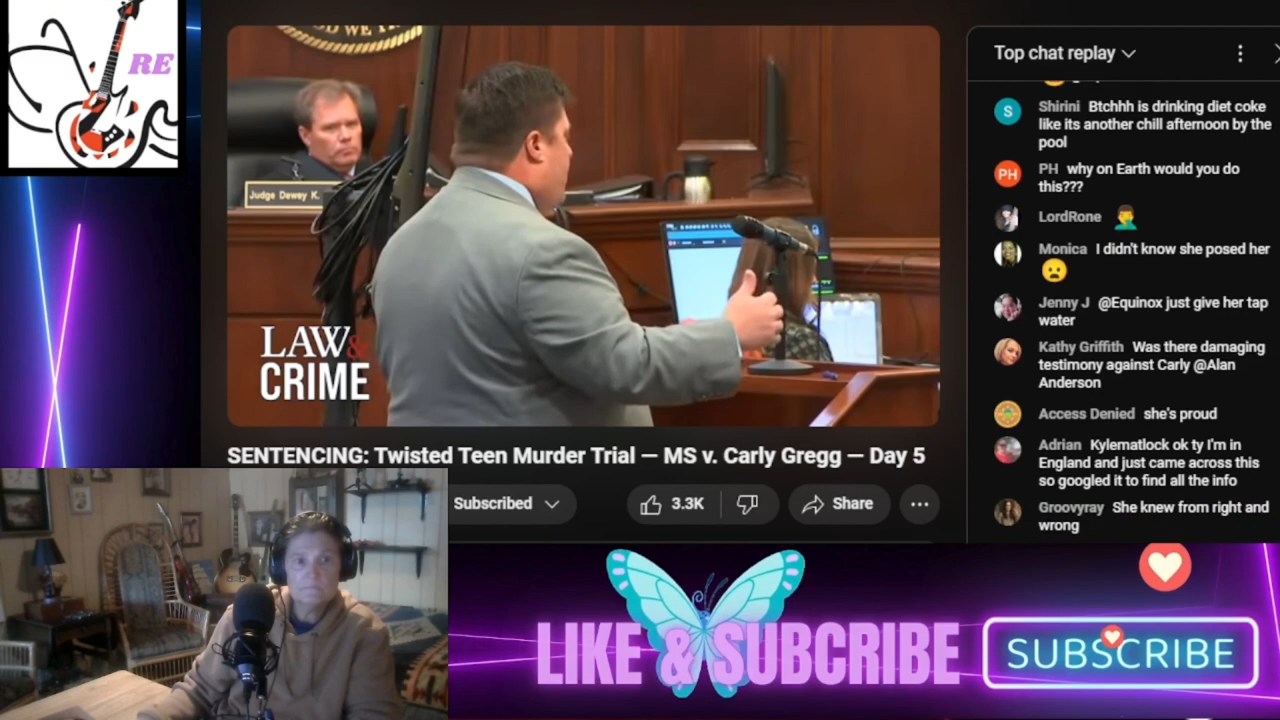 RE
D WE TR
Judge Dewey K.
LAW&
CRIME
SENTENCING: Twisted Teen Murder Trial — MS v. Carly Gregg — Day 5
Subscribed
3.3K
Share
Top chat replay
S
Shirini Btchhh is drinking diet coke
like its another chill afternoon by the
pool
PH
PH why on Earth would you do
this???
LordRone
Monica I didn't know she posed her
Jenny J @Equinox just give her tap
water
Kathy Griffith Was there damaging
testimony against Carly @Alan
Anderson
Access Denied she's proud
Adrian Kylematlock ok ty I'm in
England and just came across this
so googled it to find all the info
Groovyray She knew from right and
wrong
LIKE & SUBCRIBE
SUBSCRIBE